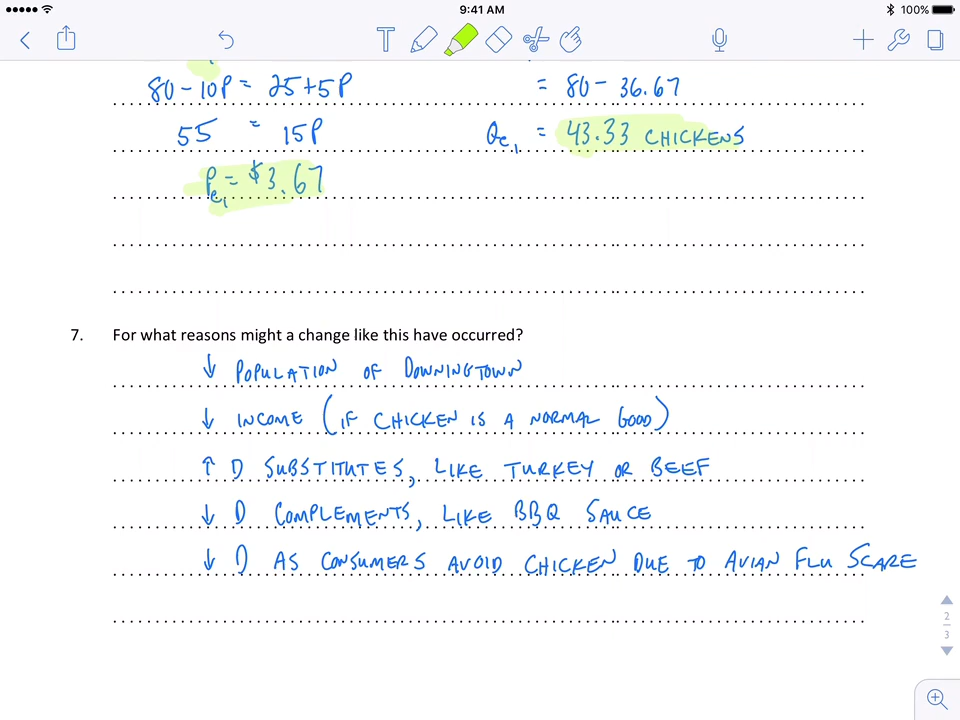 9:41 AM
100%
T
80 - 10P = 25 + 5P
= 80 - 36.67
55 = 15P
Qe1 = 43.33 CHICKENS
Pe1 = $3.67
7. For what reasons might a change like this have occurred?
↓ POPULATION OF DOWNINGTOWN
↓ INCOME (IF CHICKEN IS A NORMAL GOOD)
↑ D SUBSTITUTES, LIKE TURKEY OR BEEF
↓ D COMPLEMENTS, LIKE BBQ SAUCE
↓ D AS CONSUMERS AVOID CHICKEN DUE TO AVIAN FLU SCARE
2
3